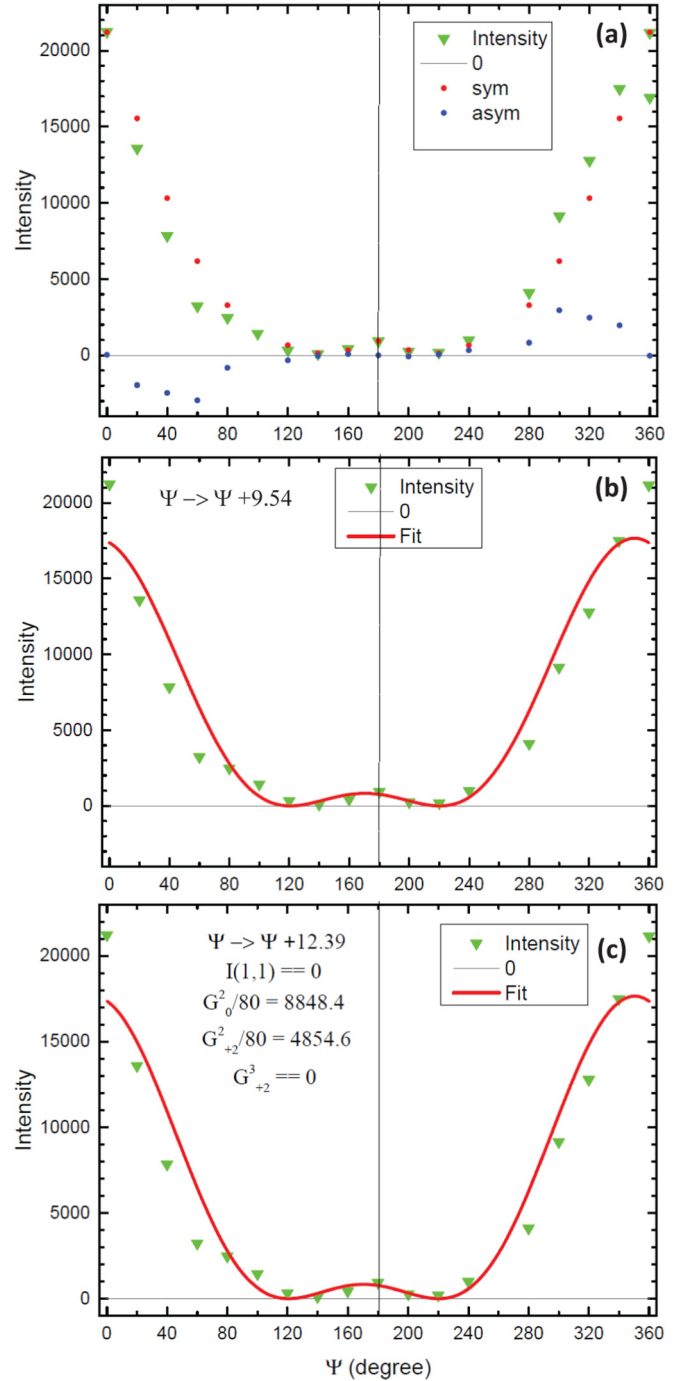 (a)
Intensity
0
sym
asym
20000
15000
10000
5000
0
Intensity
0 40 80 120 160 200 240 280 320 360
(b)
Ψ –> Ψ +9.54
Intensity
0
Fit
20000
15000
10000
5000
0
Intensity
0 40 80 120 160 200 240 280 320 360
(c)
Ψ –> Ψ +12.39
I(1,1) == 0
G²₀/80 = 8848.4
G²₊₂/80 = 4854.6
G³₊₂ == 0
Intensity
0
Fit
20000
15000
10000
5000
0
Intensity
0 40 80 120 160 200 240 280 320 360
Ψ (degree)